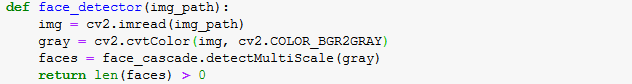 def face_detector(img_path):
    img = cv2.imread(img_path)
    gray = cv2.cvtColor(img, cv2.COLOR_BGR2GRAY)
    faces = face_cascade.detectMultiScale(gray)
    return len(faces) > 0